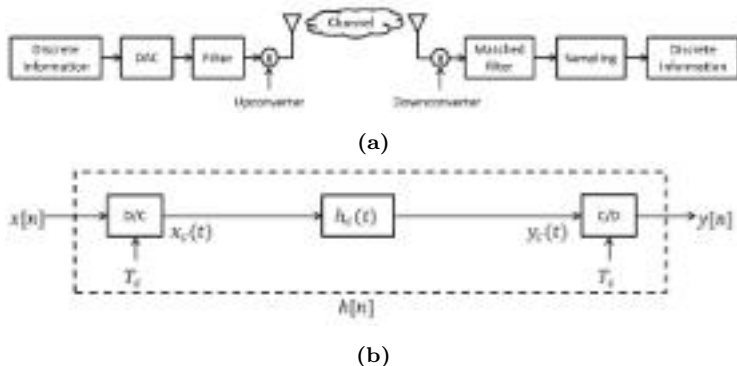 Channel
Discrete
Information
DAC
Filter
Matched
Filter
Sampling
Discrete
Information
Upconverter
Downconverter
(a)
x[n]
D/C
x_c(t)
h_c(t)
y_c(t)
C/D
y[n]
T_s
T_s
h[n]
(b)